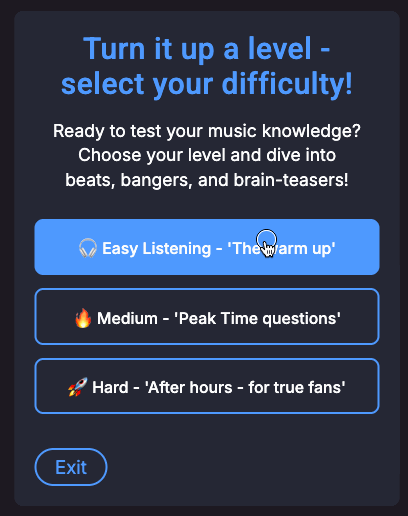 Turn it up a level -
select your difficulty!
Ready to test your music knowledge?
Choose your level and dive into
beats, bangers, and brain-teasers!
🎧 Easy Listening - 'The warm up'
🔥 Medium - 'Peak Time questions'
🚀 Hard - 'After hours - for true fans'
Exit